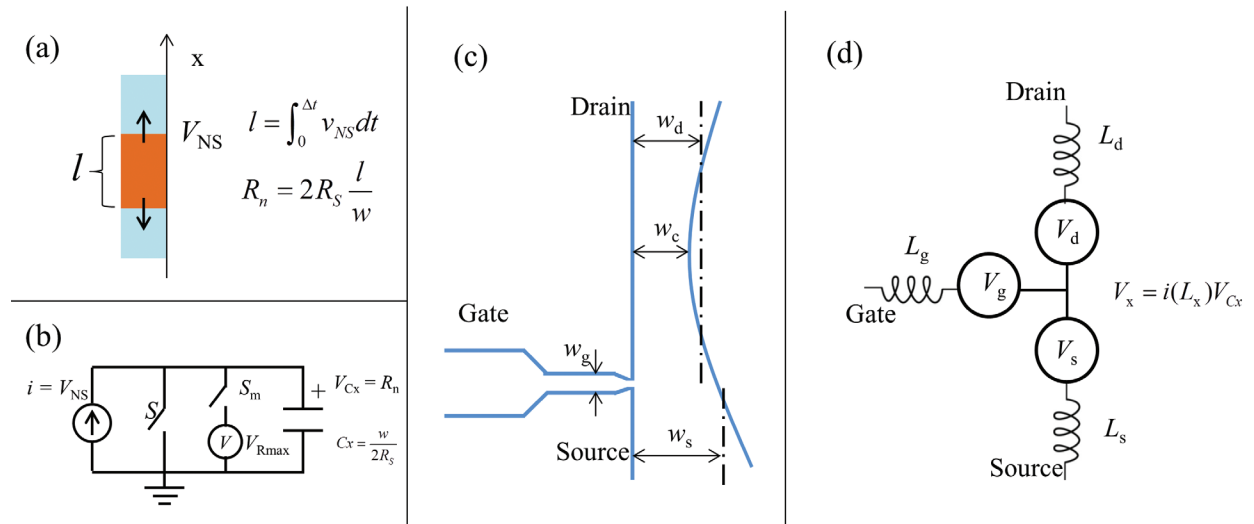 (a)
x
V_NS
l
l = ∫_0^{Δt} v_NS dt
R_n = 2R_S l/w
(b)
i = V_NS
S
S_m
V
V_Rmax
+
V_Cx = R_n
Cx = w/2R_S
(c)
Drain
w_d
w_c
Gate
w_g
Source
w_s
(d)
Drain
L_d
V_d
L_g
V_g
Gate
V_x = i(L_x)V_Cx
V_s
L_s
Source